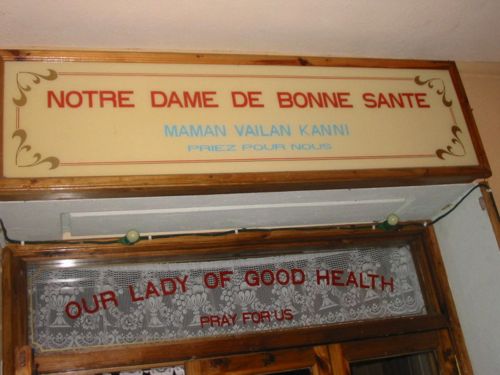 NOTRE DAME DE BONNE SANTE
MAMAN VAILAN KANNI
PRIEZ POUR NOUS
OUR LADY OF GOOD HEALTH
PRAY FOR US